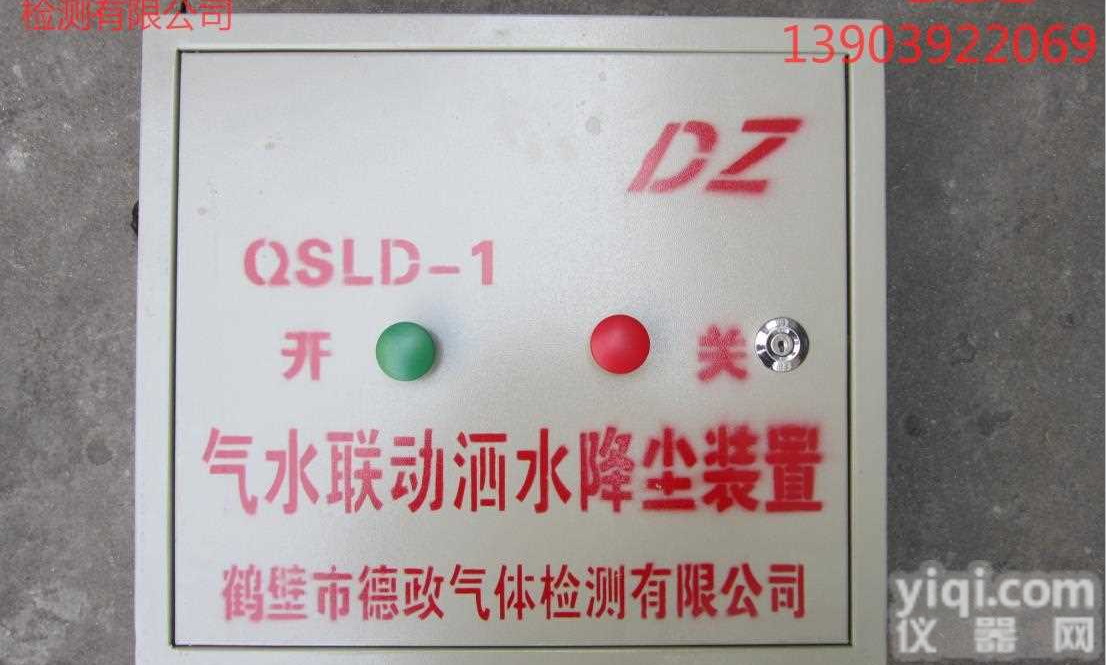 检测有限公司
13903922069
DZ
QSLD-1
开 关
气水联动洒水降尘装置
鹤壁市德政气体检测有限公司
yiqi.com
仪器网